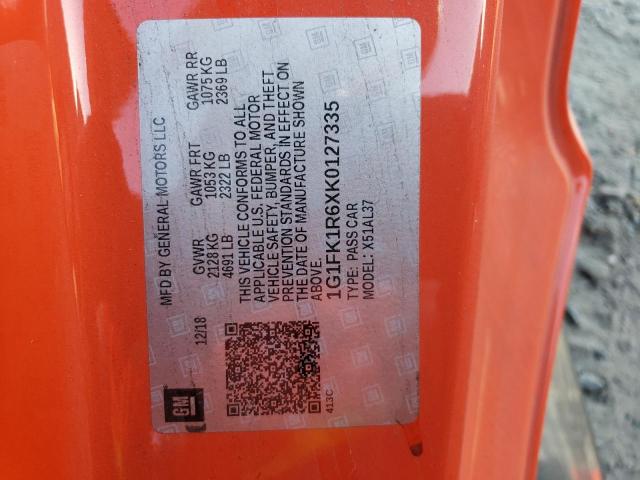 MFD BY GENERAL MOTORS LLC
12/18 GVWR GAWR FRT GAWR RR
2128 KG 1053 KG 1075 KG
4691 LB 2322 LB 2369 LB
THIS VEHICLE CONFORMS TO ALL
APPLICABLE U.S. FEDERAL MOTOR
VEHICLE SAFETY, BUMPER, AND THEFT
PREVENTION STANDARDS IN EFFECT ON
THE DATE OF MANUFACTURE SHOWN
ABOVE.
1G1FK1R6XK0127335
TYPE: PASS CAR
MODEL: X51AL37
GM
413C